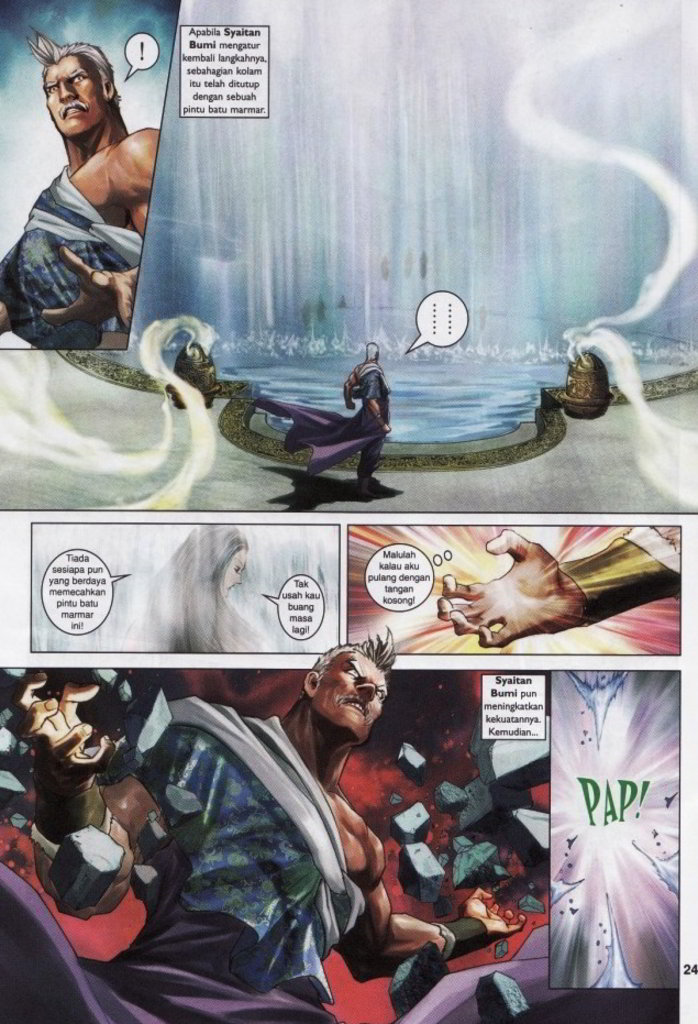 !
Apabila Syaitan
Bumi mengatur
kembali langkahnya,
sebahagian kolam
itu telah ditutup
dengan sebuah
pintu batu marmar.
Tiada
sesiapa pun
yang berdaya
memecahkan
pintu batu
marmar
ini!
Tak
usah kau
buang
masa
lagi!
Malulah
kalau aku
pulang dengan
tangan
kosong!
Syaitan
Bumi pun
meningkatkan
kekuatannya.
Kemudian...
PAP!
24